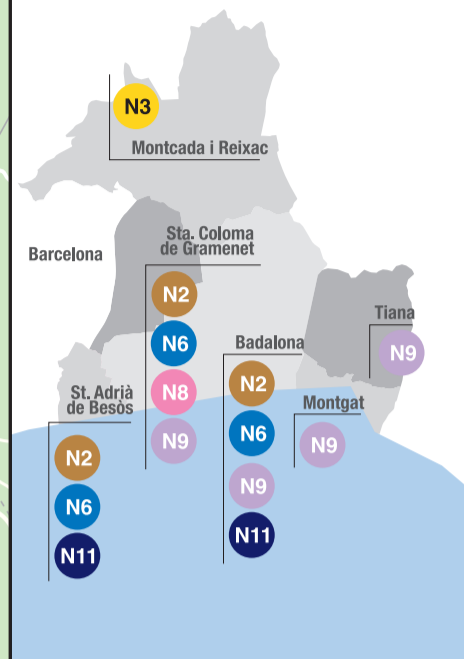 N3
Montcada i Reixac
Barcelona
Sta. Coloma
de Gramenet
N2
N6
N8
N9
Tiana
N9
Badalona
N2
N6
N9
N11
Montgat
N9
St. Adrià
de Besòs
N2
N6
N11